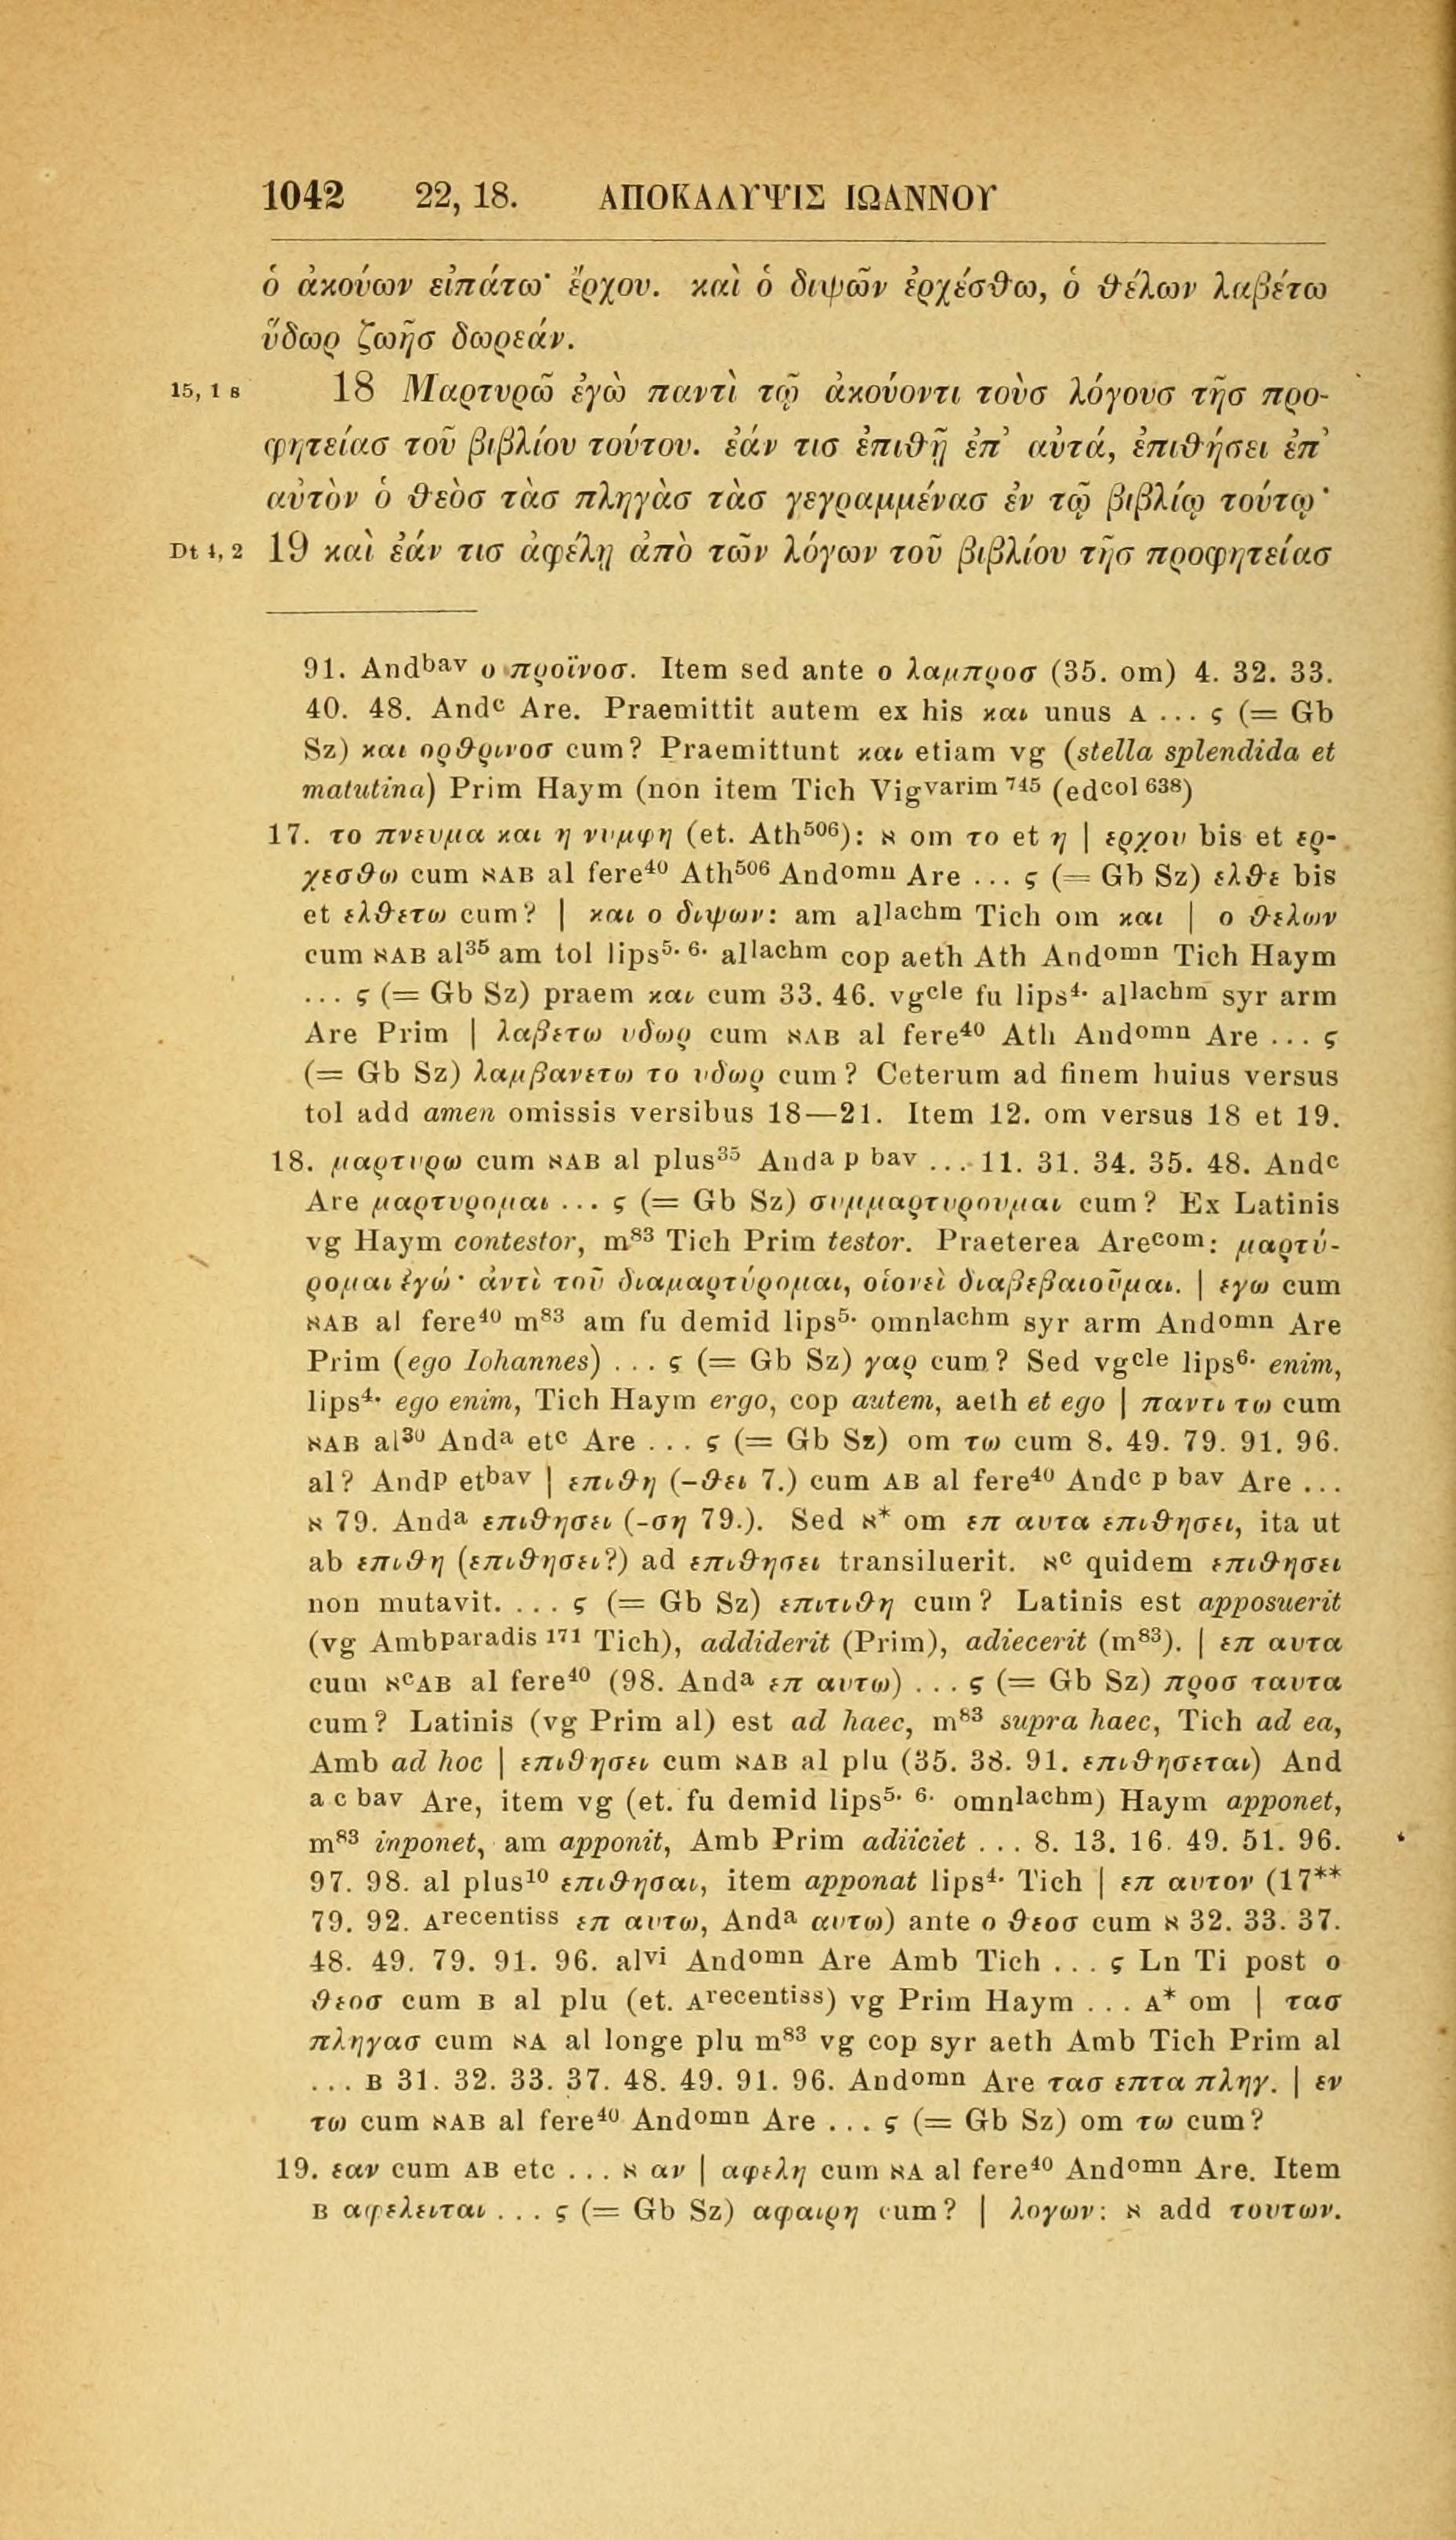 1042 22, 18. ΑΠΟΚΑΛΥΨΙΣ ΙΩΑΝΝΟΥ
ὁ ἀκούων εἰπάτω· ἔρχου. καὶ ὁ διψῶν ἐρχέσθω, ὁ θέλων λαβέτω
ὕδωρ ζωῆσ δωρεάν.
15, 1 s 18 Μαρτυρῶ ἐγὼ παντὶ τῷ ἀκούοντι τοὺσ λόγουσ τῆσ προ-
φητείασ τοῦ βιβλίου τούτου. ἐάν τισ ἐπιθῇ ἐπ’ αὐτά, ἐπιθήσει ἐπ’
αὐτὸν ὁ θεὸσ τὰσ πληγὰσ τὰσ γεγραμμένασ ἐν τῷ βιβλίῳ τούτῳ·
Dt 4, 2 19 καὶ ἐάν τισ ἀφέλῃ ἀπὸ τῶν λόγων τοῦ βιβλίου τῆσ προφητείασ
91. Andbav ο προϊνοσ. Item sed ante ο λαμπροσ (35. om) 4. 32. 33.
40. 48. Andc Are. Praemittit autem ex his και unus A ... ϛ (= Gb
Sz) και ορθρινοσ cum? Praemittunt και etiam vg (stella splendida et
matutina) Prim Haym (non item Tich Vigvarim 745 (edcol 638)
17. το πνευμα και η νυμφη (et. Ath506): ℵ om το et η | ερχου bis et ερ-
χεσθω cum ℵAB al fere40 Ath506 Andomn Are ... ϛ (= Gb Sz) ελθε bis
et ελθετω cum? | και ο διψων: am allachm Tich om και | ο θελων
cum ℵAB al35 am tol lips5. 6. allachm cop aeth Ath Andomn Tich Haym
... ϛ (= Gb Sz) praem και cum 33. 46. vgcle fu lips4. allachm syr arm
Are Prim | λαβετω υδωρ cum ℵAB al fere40 Ath Andomn Are ... ϛ
(= Gb Sz) λαμβανετω το υδωρ cum? Ceterum ad finem huius versus
tol add amen omissis versibus 18—21. Item 12. om versus 18 et 19.
18. μαρτυρω cum ℵAB al plus35 Anda p bav ... 11. 31. 34. 35. 48. Andc
Are μαρτυρομαι ... ϛ (= Gb Sz) συμμαρτυρουμαι cum? Ex Latinis
vg Haym contestor, m83 Tich Prim testor. Praeterea Arecom: μαρτύ-
ρομαι ἐγώ· ἀντὶ τοῦ διαμαρτύρομαι, οἱονεὶ διαβεβαιοῦμαι. | εγω cum
ℵAB al fere40 m83 am fu demid lips5. omnlachm syr arm Andomn Are
Prim (ego Iohannes) ... ϛ (= Gb Sz) γαρ cum? Sed vgcle lips6. enim,
lips4. ego enim, Tich Haym ergo, cop autem, aeth et ego | παντι τω cum
ℵAB al30 Anda etc Are ... ϛ (= Gb Sz) om τω cum 8. 49. 79. 91. 96.
al? Andp etbav | επιθη (-θει 7.) cum AB al fere40 Andc p bav Are ...
ℵ 79. Anda επιθησει (-ση 79.). Sed ℵ* om επ αυτα επιθησει, ita ut
ab επιθη (επιθησει?) ad επιθησει transiluerit. ℵc quidem επιθησει
non mutavit. ... ϛ (= Gb Sz) επιτιθη cum? Latinis est apposuerit
(vg Ambparadis 171 Tich), addiderit (Prim), adiecerit (m83). | επ αυτα
cum ℵcAB al fere40 (98. Anda επ αυτω) ... ϛ (= Gb Sz) προσ ταυτα
cum? Latinis (vg Prim al) est ad haec, m83 supra haec, Tich ad ea,
Amb ad hoc | επιθησει cum ℵAB al plu (35. 38. 91. επιθησεται) And
a c bav Are, item vg (et. fu demid lips5. 6. omnlachm) Haym apponet,
m83 inponet, am apponit, Amb Prim adiiciet ... 8. 13. 16. 49. 51. 96.
97. 98. al plus10 επιθησαι, item apponat lips4. Tich | επ αυτον (17**
79. 92. Arecentiss επ αυτω, Anda αυτω) ante ο θεοσ cum ℵ 32. 33. 37.
48. 49. 79. 91. 96. alvi Andomn Are Amb Tich ... ϛ Ln Ti post ο
θεοσ cum B al plu (et. Arecentiss) vg Prim Haym ... A* om | τασ
πληγασ cum ℵA al longe plu m83 vg cop syr aeth Amb Tich Prim al
... B 31. 32. 33. 37. 48. 49. 91. 96. Andomn Are τασ επτα πληγ. | εν
τω cum ℵAB al fere40 Andomn Are ... ϛ (= Gb Sz) om τω cum?
19. εαν cum AB etc ... ℵ αν | αφελη cum ℵA al fere40 Andomn Are. Item
B αφελειται ... ϛ (= Gb Sz) αφαιρη cum? | λογων: ℵ add τουτων.